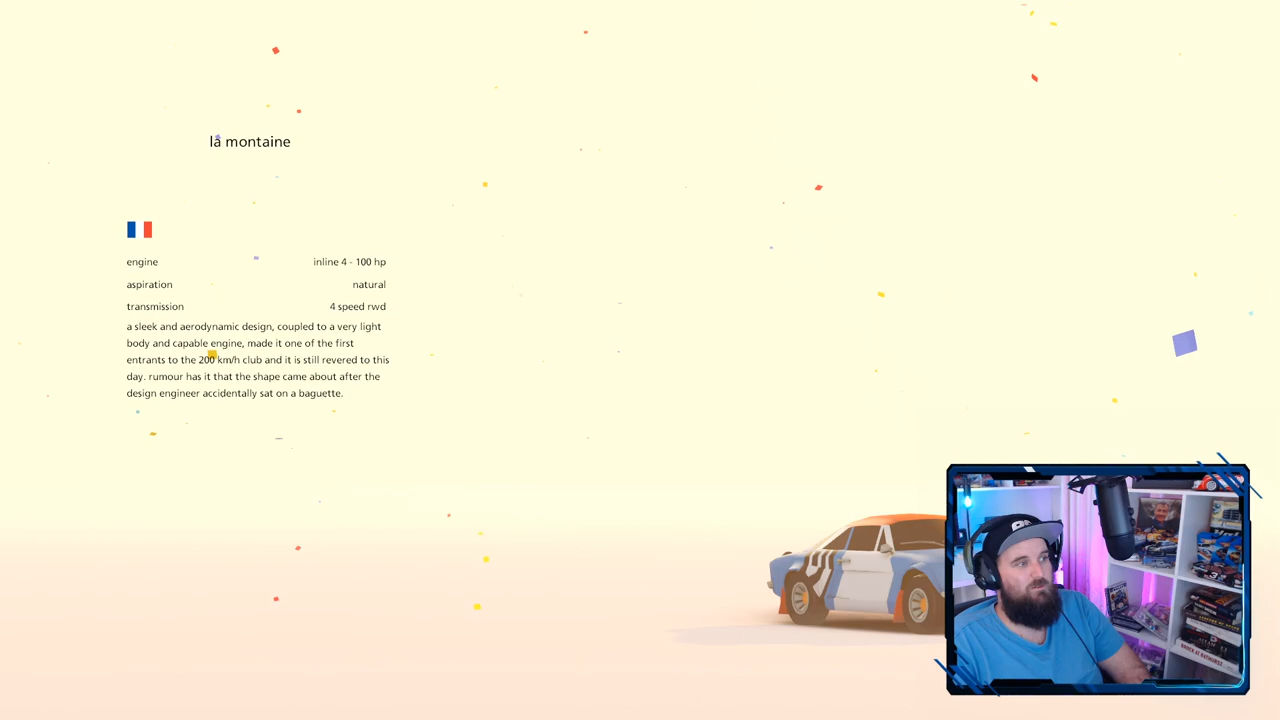 la montaine
engine inline 4 - 100 hp
aspiration natural
transmission 4 speed rwd
a sleek and aerodynamic design, coupled to a very light
body and capable engine, made it one of the first
entrants to the 200 km/h club and it is still revered to this
day. rumour has it that the shape came about after the
design engineer accidentally sat on a baguette.